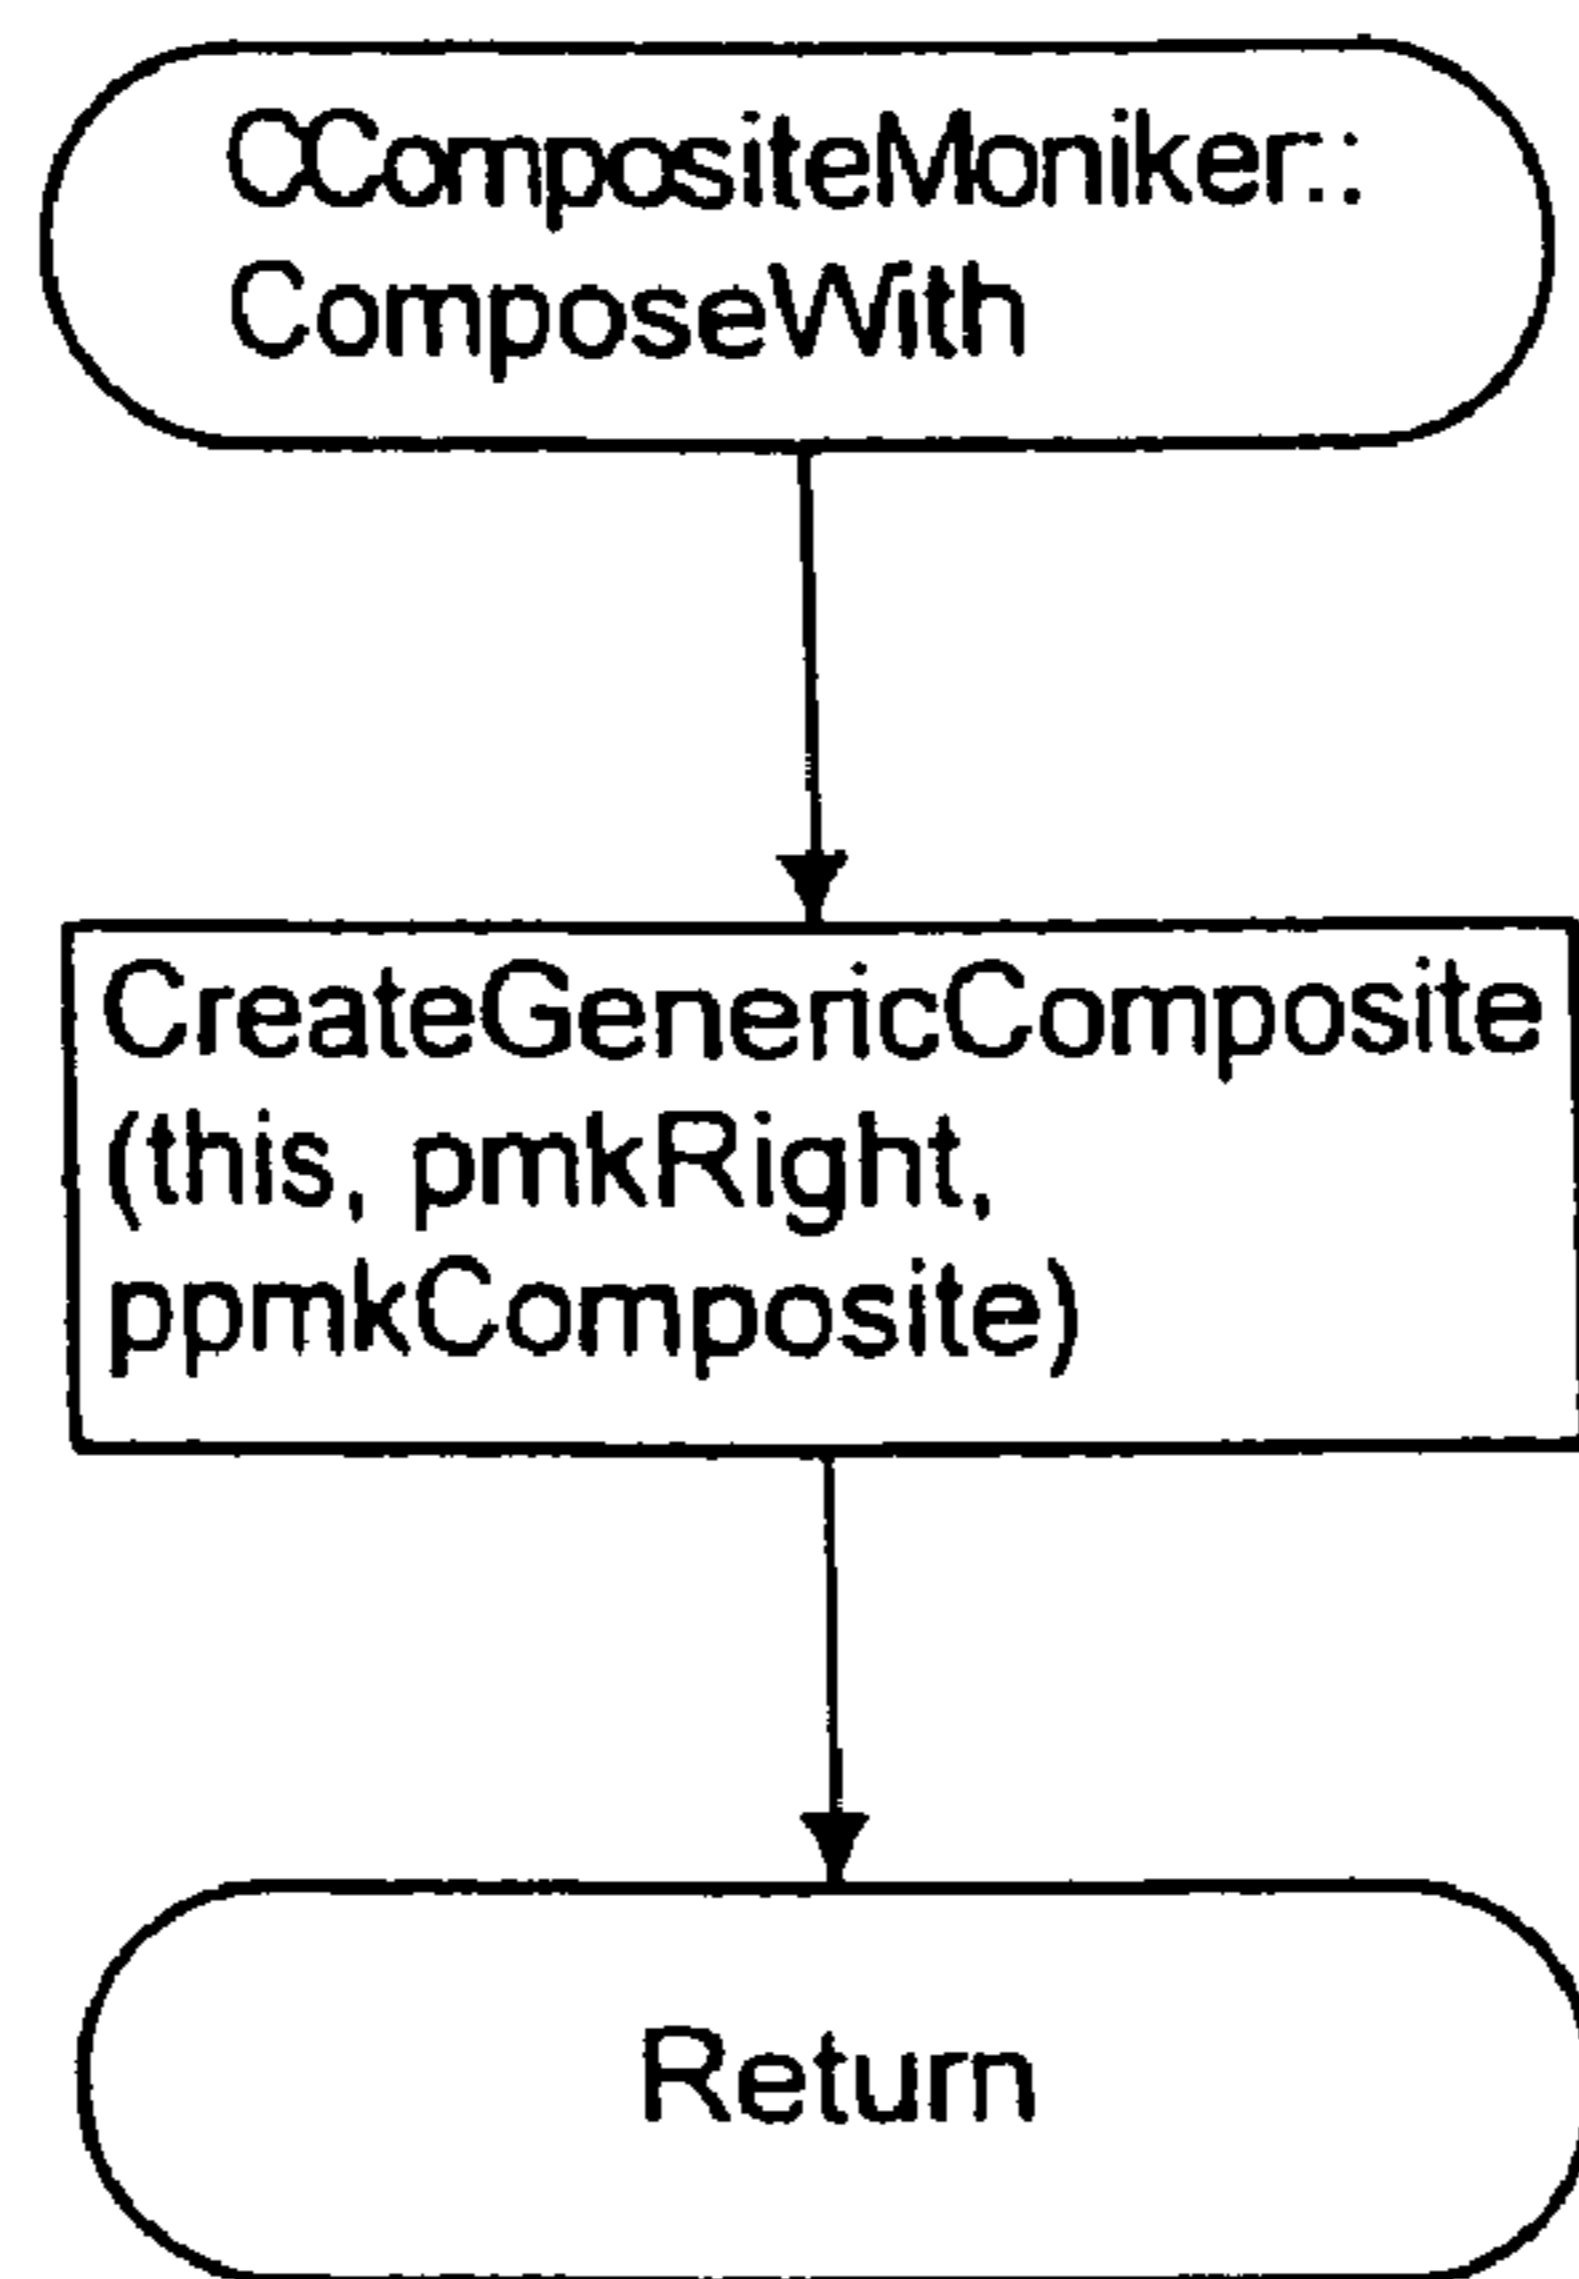 CCompositeMoniker::
ComposeWith
CreateGenericComposite
(this, pmkRight,
ppmkComposite)
Return